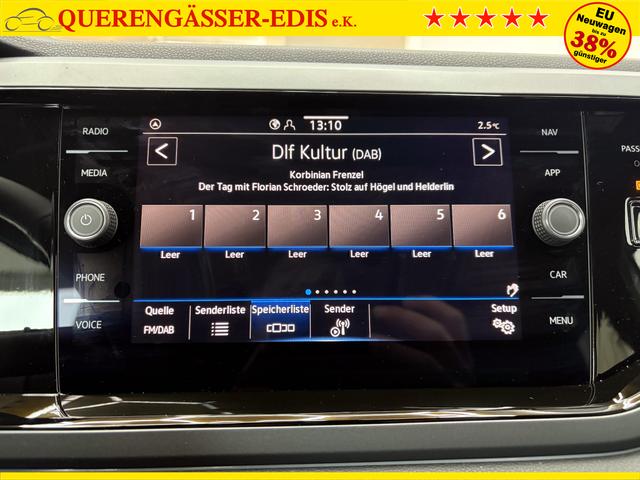 QUERENGÄSSER-EDIS e.K.
EU
Neuwagen
bis zu
38%
günstiger
RADIO
MEDIA
PHONE
VOICE
13:10
2.5°C
Dlf Kultur (DAB)
Korbinian Frenzel
Der Tag mit Florian Schroeder: Stolz auf Högel und Helderlin
1 2 3 4 5 6
Leer Leer Leer Leer Leer Leer
Quelle Senderliste Speicherliste Sender Setup
FM/DAB
NAV
APP
CAR
MENU
PASS